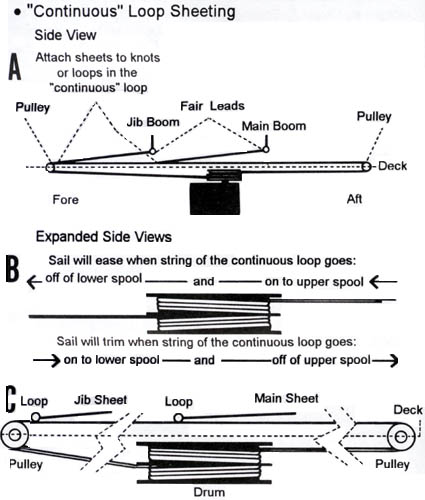 • "Continuous" Loop Sheeting
Side View
A
Attach sheets to knots
or loops in the
"continuous" loop
Pulley
Jib Boom
Fair Leads
Main Boom
Pulley
Deck
Fore
Aft
Expanded Side Views
B
Sail will ease when string of the continuous loop goes:
off of lower spool — and — on to upper spool
Sail will trim when string of the continuous loop goes:
on to lower spool — and — off of upper spool
C
Loop
Jib Sheet
Loop
Main Sheet
Deck
Pulley
Pulley
Drum